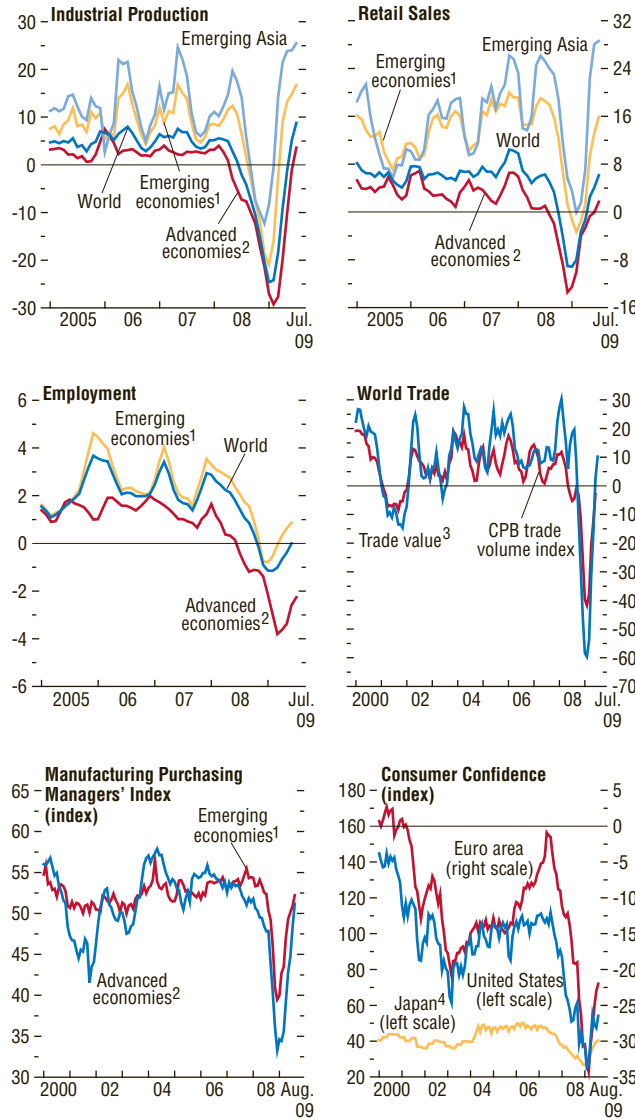 Industrial Production
30
20
10
0
-10
-20
-30
Emerging Asia
World
Emerging
economies1
Advanced
economies2
2005 06 07 08 Jul.
09
Retail Sales
32
24
16
8
0
-8
-16
Emerging Asia
Emerging
economies1
World
Advanced
economies2
2005 06 07 08 Jul.
09
Employment
6
4
2
0
-2
-4
-6
Emerging
economies1
World
Advanced
economies2
2005 06 07 08 Jul.
09
World Trade
30
20
10
0
-10
-20
-30
-40
-50
-60
-70
Trade value3
CPB trade
volume index
2000 02 04 06 08 Jul.
09
Manufacturing Purchasing
Managers’ Index
(index)
65
60
55
50
45
40
35
30
Emerging
economies1
Advanced
economies2
2000 02 04 06 08 Aug.
09
Consumer Confidence
(index)
180
160
140
120
100
80
60
40
20
5
0
-5
-10
-15
-20
-25
-30
-35
Euro area
(right scale)
United States
(left scale)
Japan4
(left scale)
2000 02 04 06 08 Aug.
09